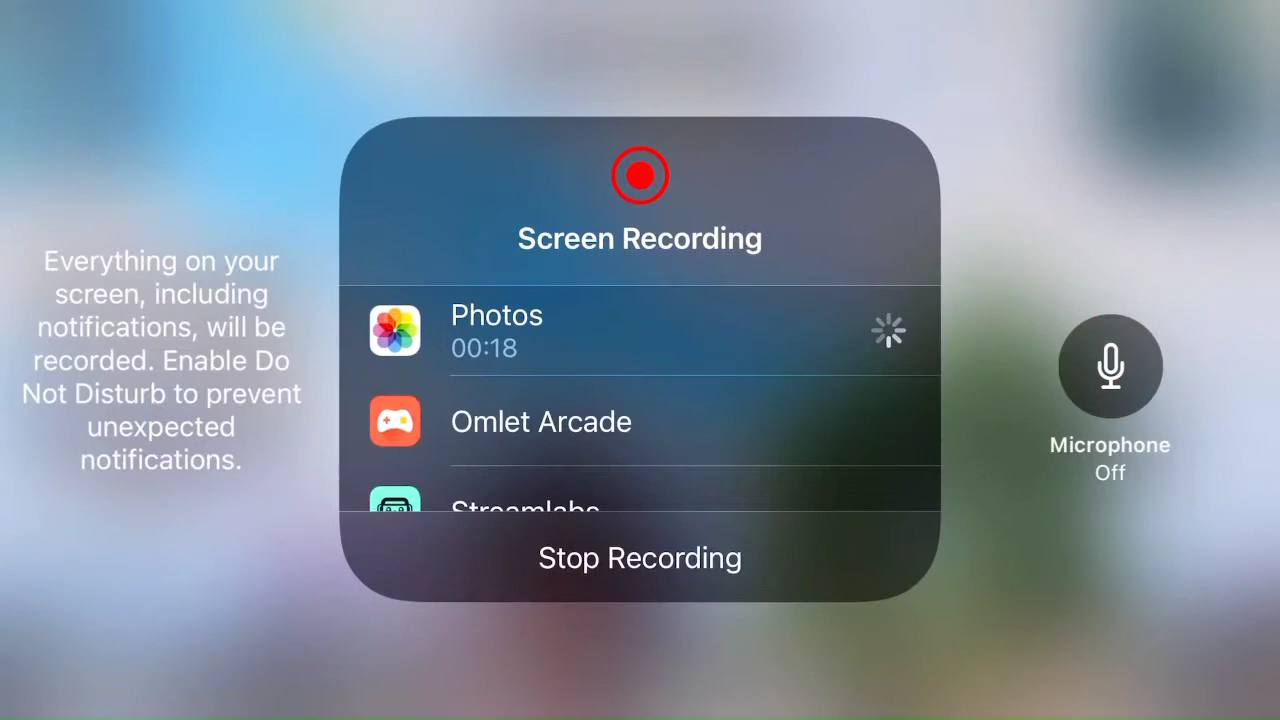 Everything on your
screen, including
notifications, will be
recorded. Enable Do
Not Disturb to prevent
unexpected
notifications.
Screen Recording
Photos
00:18
Omlet Arcade
Streamlabs
Stop Recording
Microphone
Off